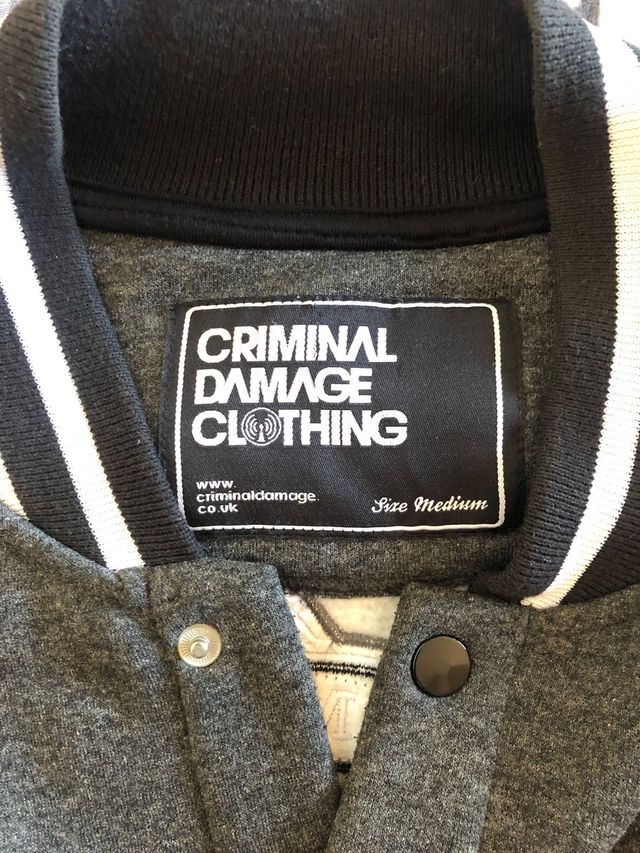 CRIMINAL
DAMAGE
CLOTHING
www.
criminaldamage.
co.uk
Size Medium